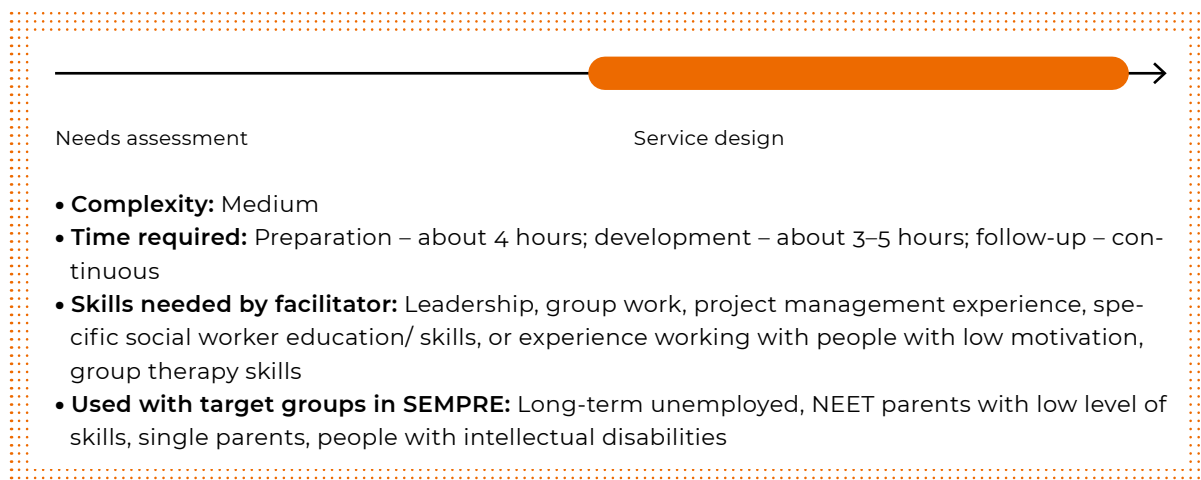 Needs assessment Service design
• Complexity: Medium
• Time required: Preparation – about 4 hours; development – about 3–5 hours; follow-up – con-
tinuous
• Skills needed by facilitator: Leadership, group work, project management experience, spe-
cific social worker education/ skills, or experience working with people with low motivation,
group therapy skills
• Used with target groups in SEMPRE: Long-term unemployed, NEET parents with low level of
skills, single parents, people with intellectual disabilities